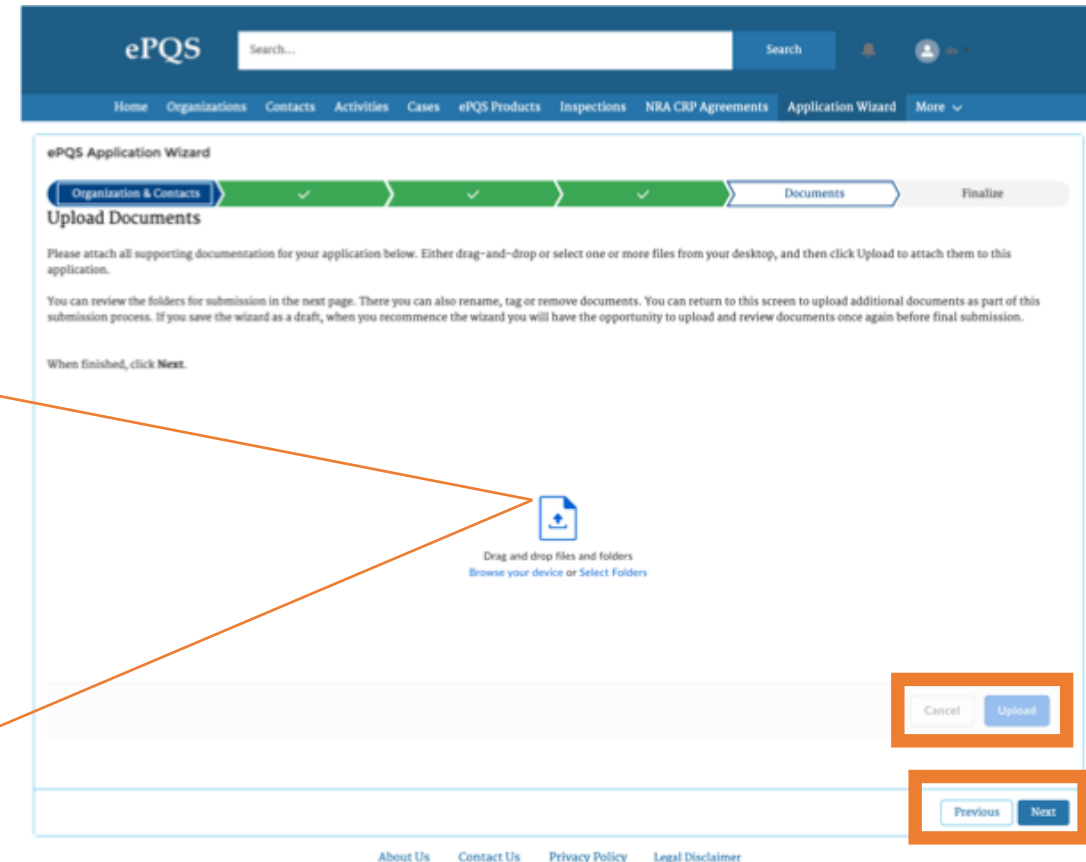 ePQS Search... Search
Home Organizations Contacts Activities Cases ePQS Products Inspections NRA CRP Agreements Application Wizard More
ePQS Application Wizard
Organization & Contacts Documents Finalize
Upload Documents
Please attach all supporting documentation for your application below. Either drag-and-drop or select one or more files from your desktop, and then click Upload to attach them to this
application.
You can review the folders for submission in the next page. There you can also rename, tag or remove documents. You can return to this screen to upload additional documents as part of this
submission process. If you save the wizard as a draft, when you recommence the wizard you will have the opportunity to upload and review documents once again before final submission.
When finished, click Next.
Drag and drop files and folders
Browse your device or Select Folders
Cancel Upload
Previous Next
About Us Contact Us Privacy Policy Legal Disclaimer